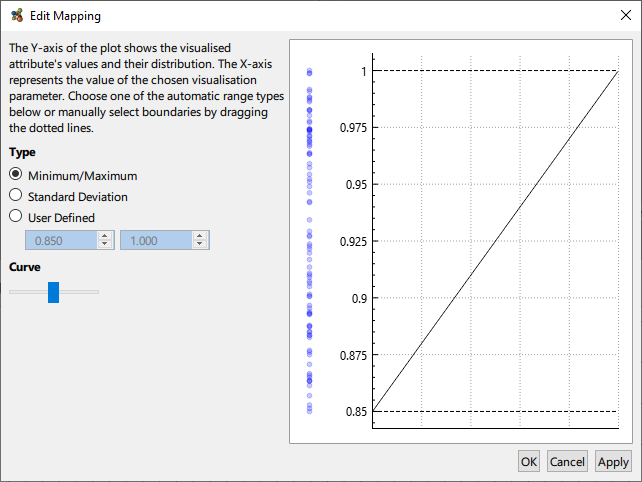 Edit Mapping
The Y-axis of the plot shows the visualised
attribute's values and their distribution. The X-axis
represents the value of the chosen visualisation
parameter. Choose one of the automatic range types
below or manually select boundaries by dragging
the dotted lines.
Type
Minimum/Maximum
Standard Deviation
User Defined
0.850 1.000
Curve
1
0.975
0.95
0.925
0.9
0.875
0.85
OK Cancel Apply